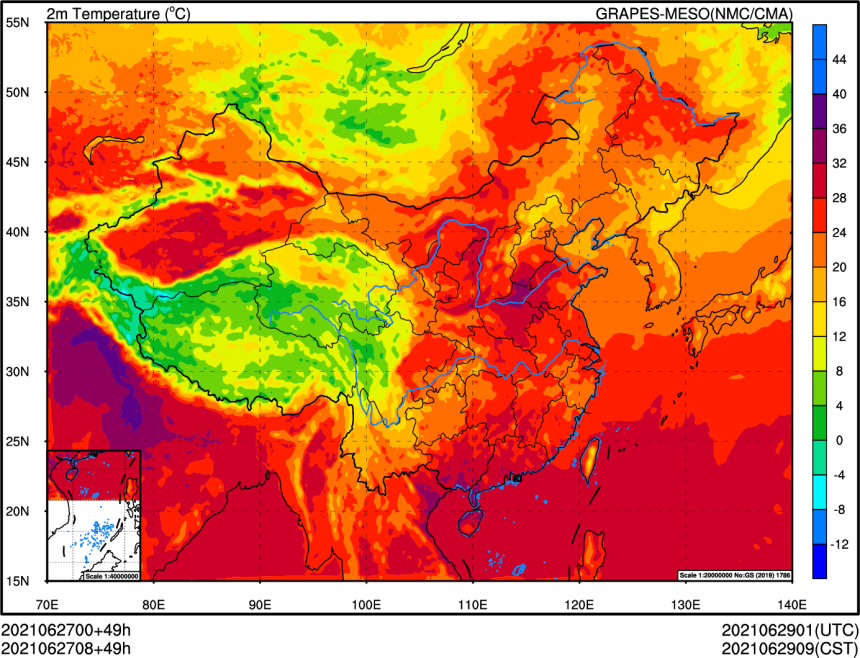 2m Temperature (°C) GRAPES-MESO(NMC/CMA)
55N
50N
45N
40N
35N
30N
25N
20N
15N
70E 80E 90E 100E 110E 120E 130E 140E
44
40
36
32
28
24
20
16
12
8
4
0
-4
-8
-12
Scale 1:40000000
Scale 1:20000000 No:GS (2019) 1786
2021062700+49h 2021062901(UTC)
2021062708+49h 2021062909(CST)